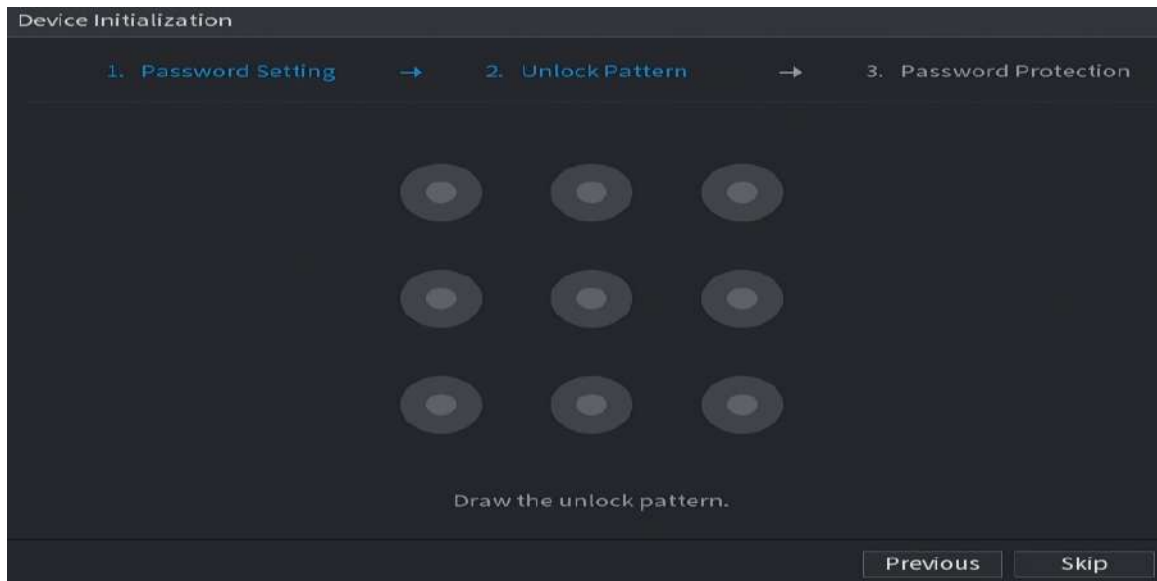 Device Initialization
1. Password Setting → 2. Unlock Pattern → 3. Password Protection
Draw the unlock pattern.
Previous Skip